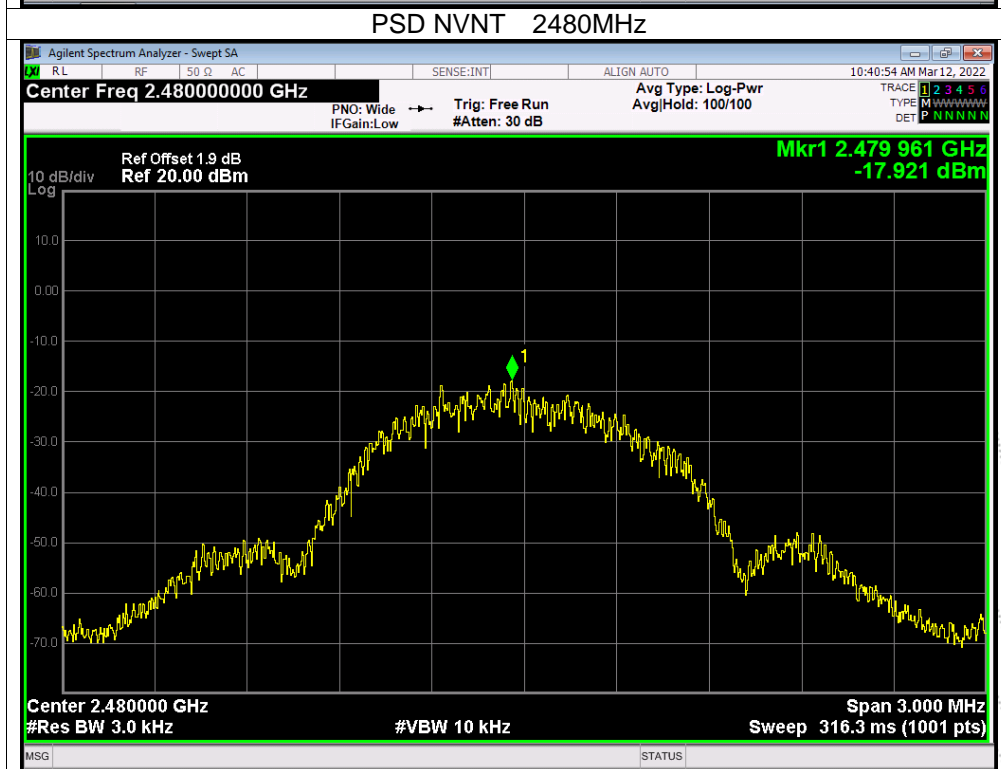 PSD NVNT 2480MHz
Agilent Spectrum Analyzer - Swept SA
LXI RL RF 50 Ω AC SENSE:INT ALIGN AUTO 10:40:54 AM Mar 12, 2022
Center Freq 2.480000000 GHz Avg Type: Log-Pwr TRACE 1 2 3 4 5 6
PNO: Wide Trig: Free Run Avg|Hold: 100/100 TYPE M WWWWW
IFGain:Low #Atten: 30 dB DET P N N N N N
Mkr1 2.479 961 GHz
Ref Offset 1.9 dB -17.921 dBm
10 dB/div Ref 20.00 dBm
Log
10.0
0.00
-10.0
1
-20.0
-30.0
-40.0
-50.0
-60.0
-70.0
Center 2.480000 GHz Span 3.000 MHz
#Res BW 3.0 kHz #VBW 10 kHz Sweep 316.3 ms (1001 pts)
MSG STATUS